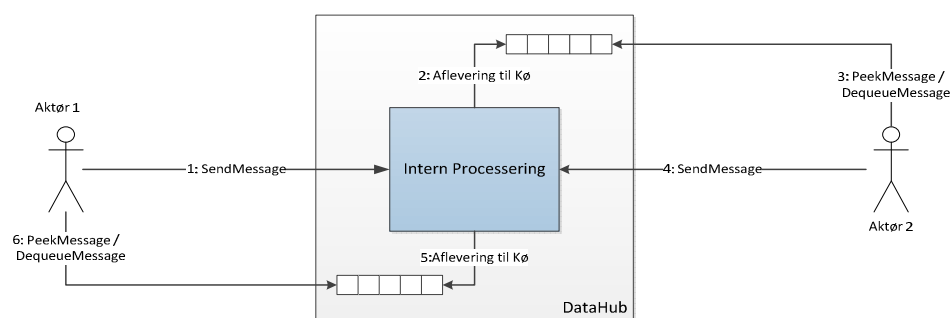 2: Aflevering til Kø
3: PeekMessage /
DequeueMessage
Aktør 1
1: SendMessage
Intern Processering
4: SendMessage
Aktør 2
6: PeekMessage /
DequeueMessage
5:Aflevering til Kø
DataHub